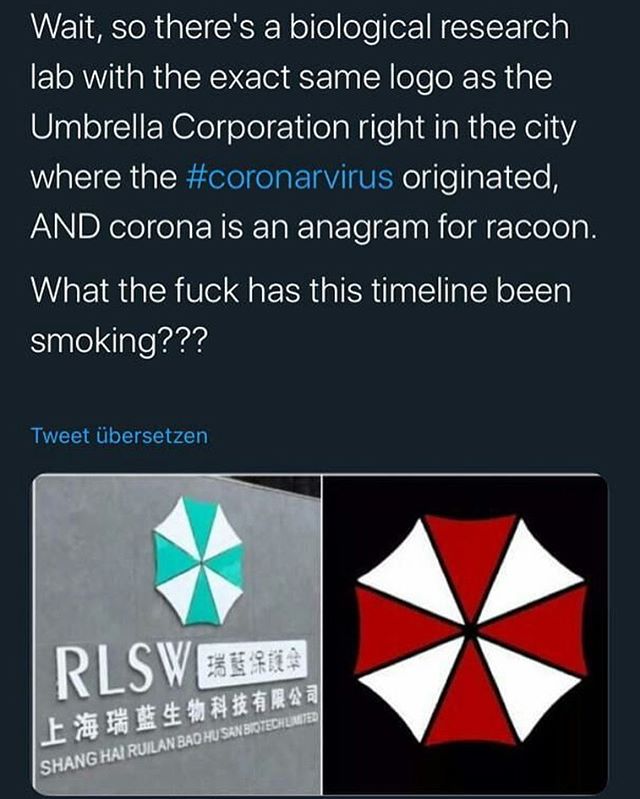 Wait, so there's a biological research
lab with the exact same logo as the
Umbrella Corporation right in the city
where the #coronarvirus originated,
AND corona is an anagram for racoon.
What the fuck has this timeline been
smoking???
Tweet übersetzen
RLSW 瑞藍保護傘
上海瑞藍生物科技有限公司
SHANG HAI RUILAN BAO HU SAN BIOTECH LIMITED